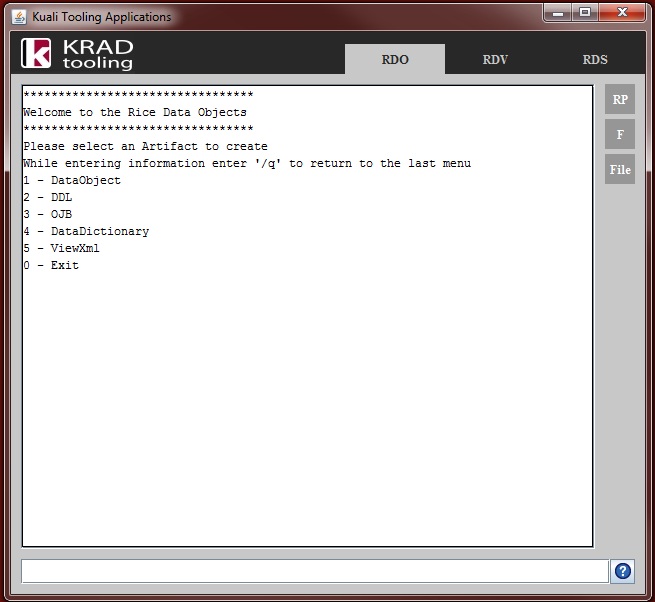 Kuali Tooling Applications
KRAD
tooling
RDO RDV RDS
*********************************
Welcome to the Rice Data Objects
*********************************
Please select an Artifact to create
While entering information enter '/q' to return to the last menu
1 - DataObject
2 - DDL
3 - OJB
4 - DataDictionary
5 - ViewXml
0 - Exit
RP
F
File
?